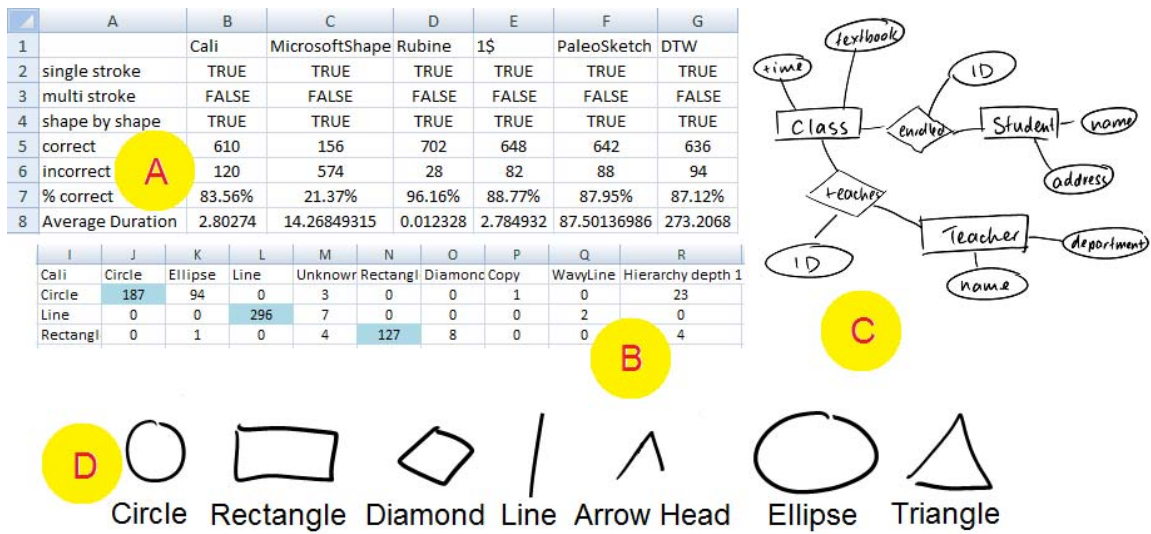 A B C D E F G
1 Cali MicrosoftShape Rubine 1$ PaleoSketch DTW
2 single stroke TRUE TRUE TRUE TRUE TRUE TRUE
3 multi stroke FALSE FALSE FALSE FALSE FALSE FALSE
4 shape by shape TRUE TRUE TRUE TRUE TRUE TRUE
5 correct 610 156 702 648 642 636
6 incorrect 120 574 28 82 88 94
7 % correct 83.56% 21.37% 96.16% 88.77% 87.95% 87.12%
8 Average Duration 2.80274 14.26849315 0.012328 2.784932 87.50136986 273.2068
A
I J K L M N O P Q R
Cali Circle Ellipse Line Unknowr Rectangl Diamond Copy WavyLine Hierarchy depth 1
Circle 187 94 0 3 0 0 1 0 23
Line 0 0 296 7 0 0 0 2 0
Rectangl 0 1 0 4 127 8 0 0 4
B
C
textbook
time
ID
Class
enrolled
Student
name
address
teaches
Teacher
department
ID
name
C
D
Circle Rectangle Diamond Line Arrow Head Ellipse Triangle